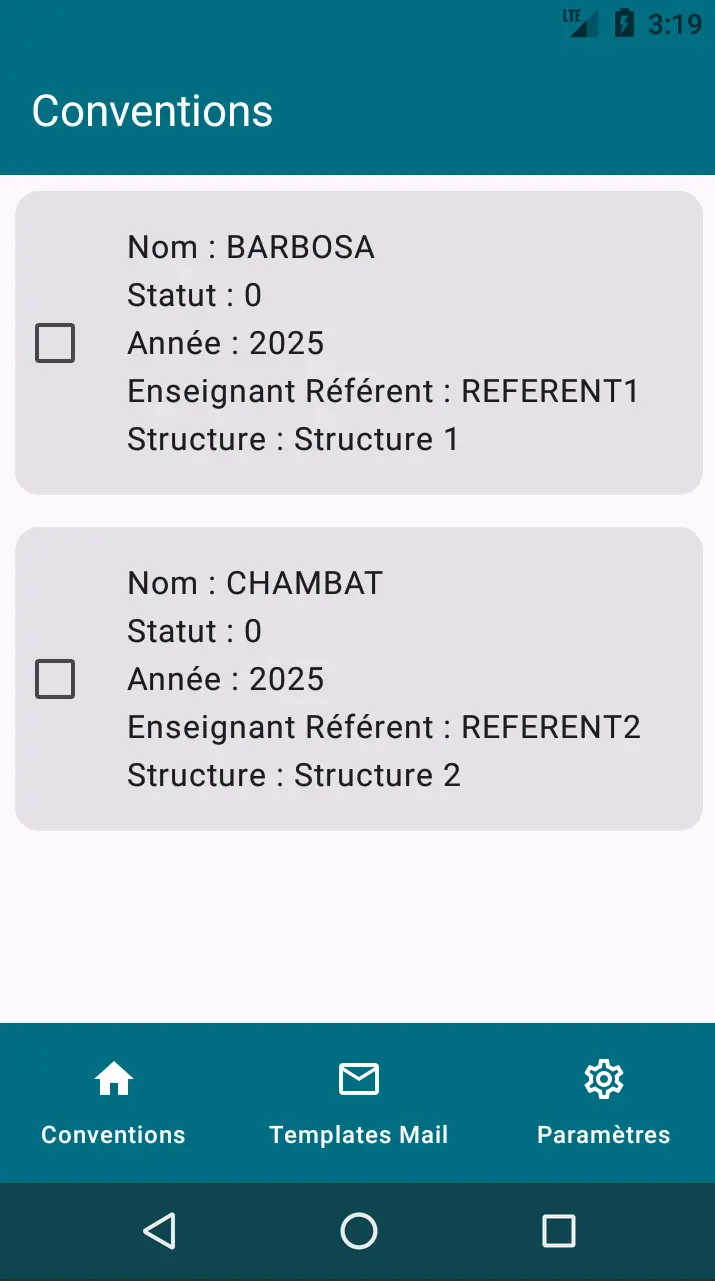 LTE 3:19
Conventions
Nom : BARBOSA
Statut : 0
Année : 2025
Enseignant Référent : REFERENT1
Structure : Structure 1
Nom : CHAMBAT
Statut : 0
Année : 2025
Enseignant Référent : REFERENT2
Structure : Structure 2
Conventions Templates Mail Paramètres